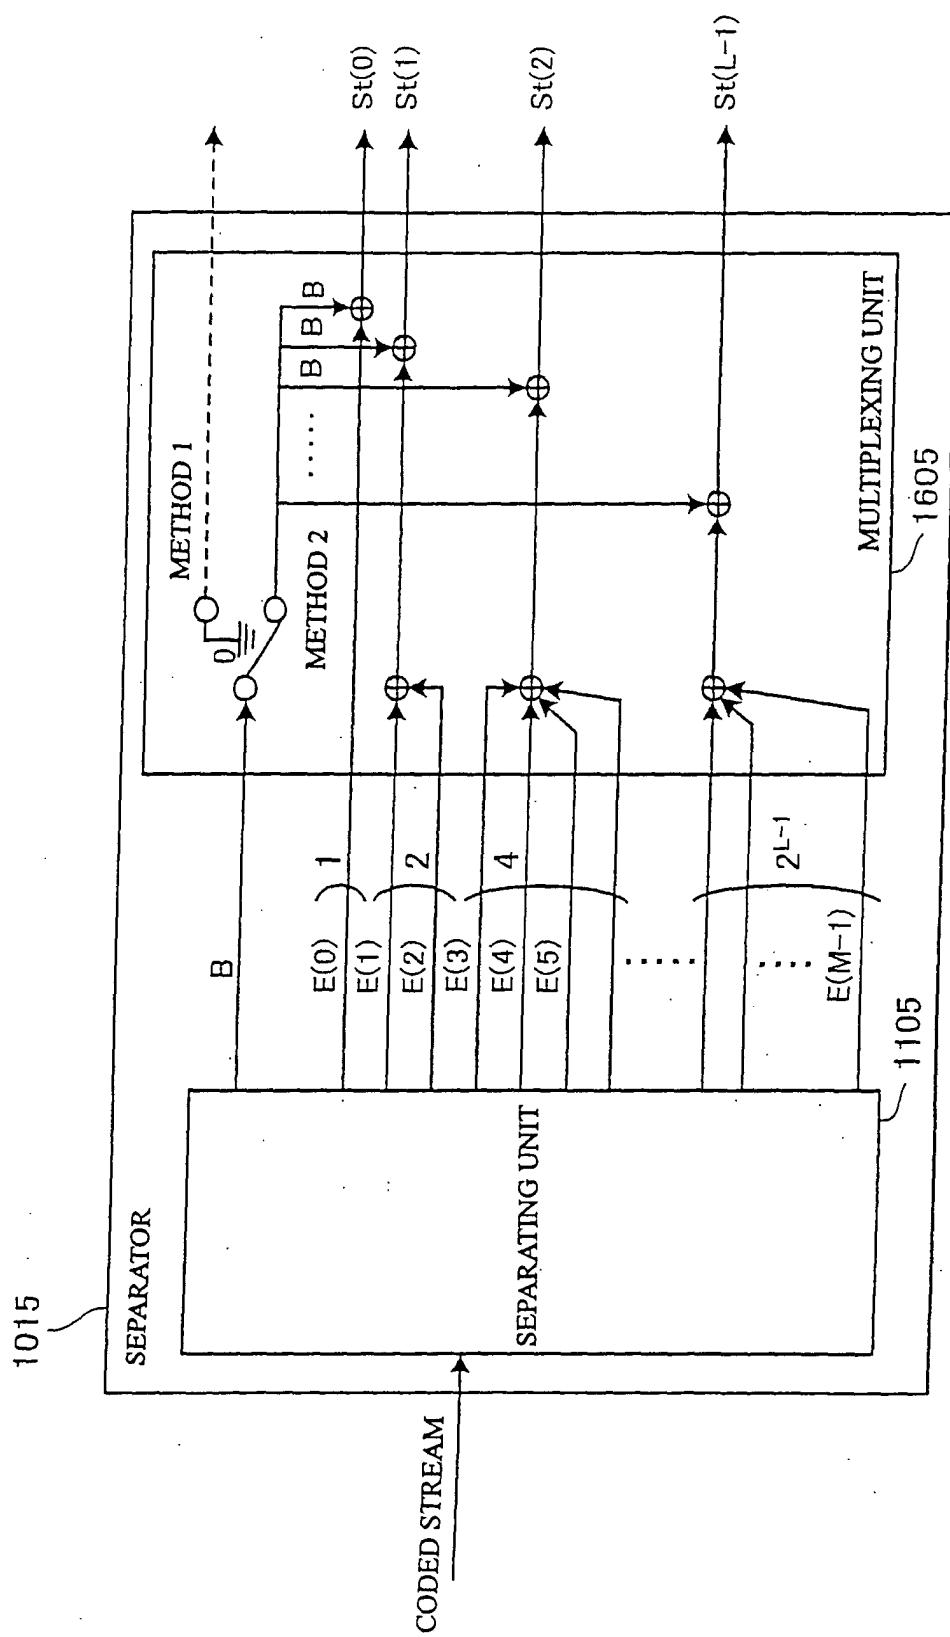 1015
SEPARATOR
CODED STREAM
SEPARATING UNIT
1105
B
E(0)
E(1)
E(2)
E(3)
E(4)
E(5)
.....
....
E(M-1)
1
2
4
2^{L-1}
0
METHOD 1
METHOD 2
B
B
B
.....
MULTIPLEXING UNIT
1605
St(0)
St(1)
St(2)
St(L-1)